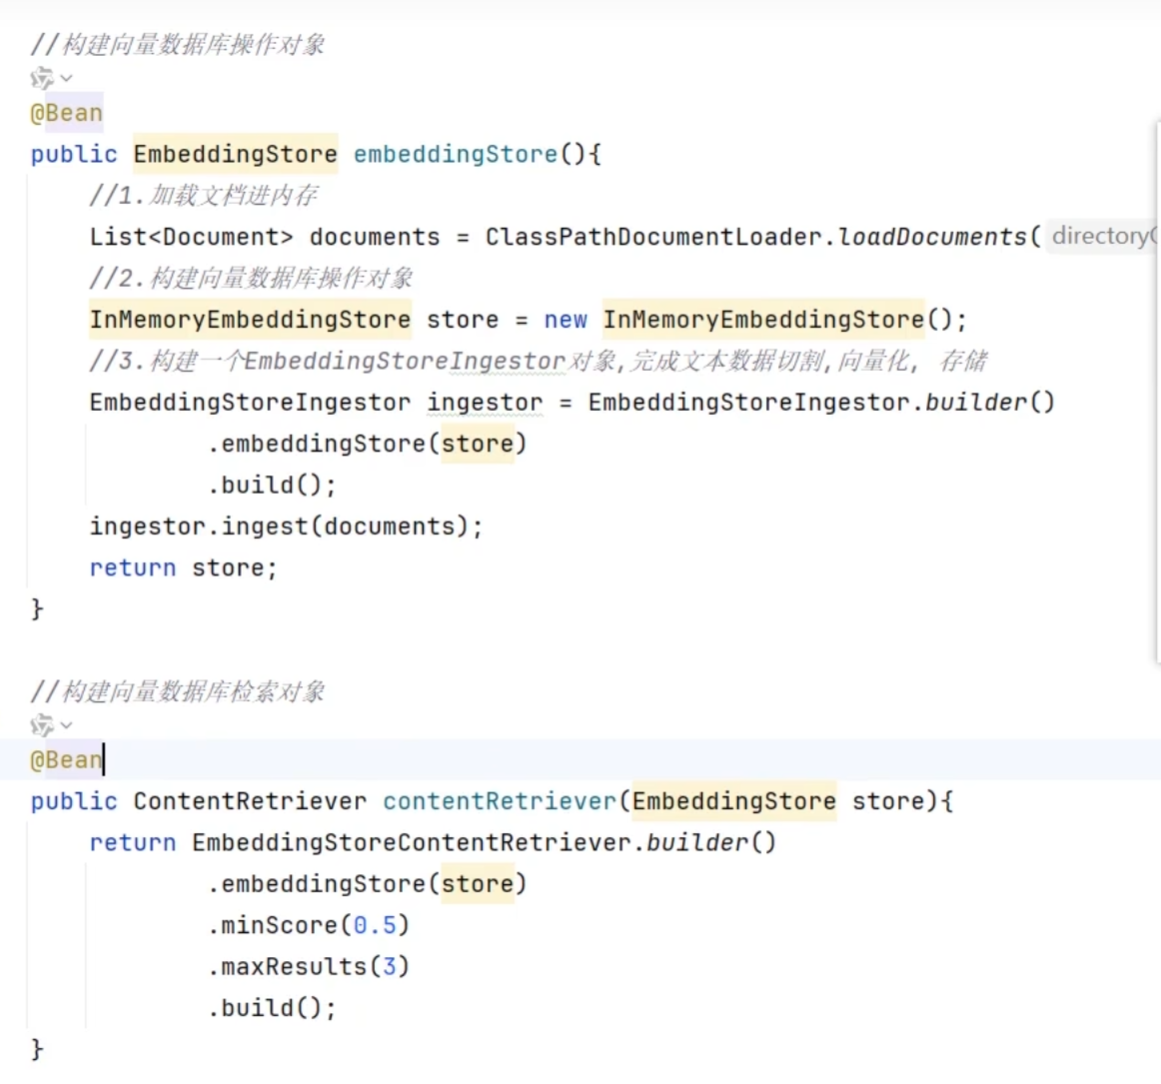 //构建向量数据库操作对象
@Bean
public EmbeddingStore embeddingStore(){
//1.加载文档进内存
List<Document> documents = ClassPathDocumentLoader.loadDocuments( directory
//2.构建向量数据库操作对象
InMemoryEmbeddingStore store = new InMemoryEmbeddingStore();
//3.构建一个EmbeddingStoreIngestor对象,完成文本数据切割,向量化, 存储
EmbeddingStoreIngestor ingestor = EmbeddingStoreIngestor.builder()
.embeddingStore(store)
.build();
ingestor.ingest(documents);
return store;
}
//构建向量数据库检索对象
@Bean
public ContentRetriever contentRetriever(EmbeddingStore store){
return EmbeddingStoreContentRetriever.builder()
.embeddingStore(store)
.minScore(0.5)
.maxResults(3)
.build();
}